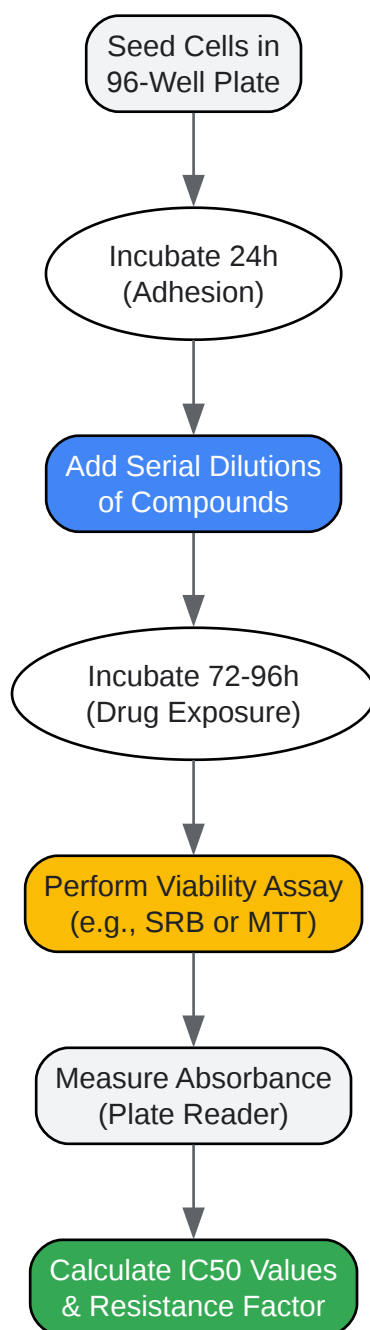 Seed Cells in
96-Well Plate
Incubate 24h
(Adhesion)
Add Serial Dilutions
of Compounds
Incubate 72-96h
(Drug Exposure)
Perform Viability Assay
(e.g., SRB or MTT)
Measure Absorbance
(Plate Reader)
Calculate IC50 Values
& Resistance Factor